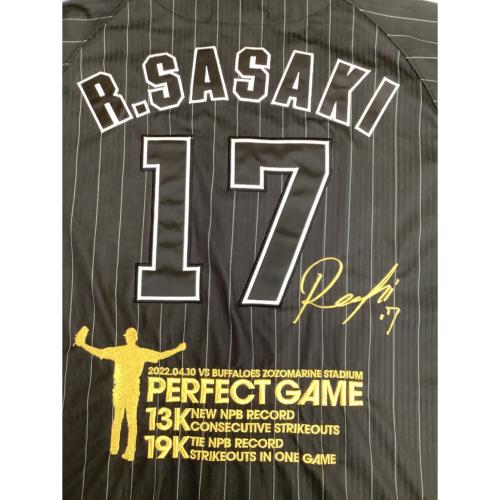 R.SASAKI
17
2022.04.10 VS BUFFALOES ZOZOMARINE STADIUM
PERFECT GAME
13K NEW NPB RECORD
CONSECUTIVE STRIKEOUTS
19K TIE NPB RECORD
STRIKEOUTS IN ONE GAME